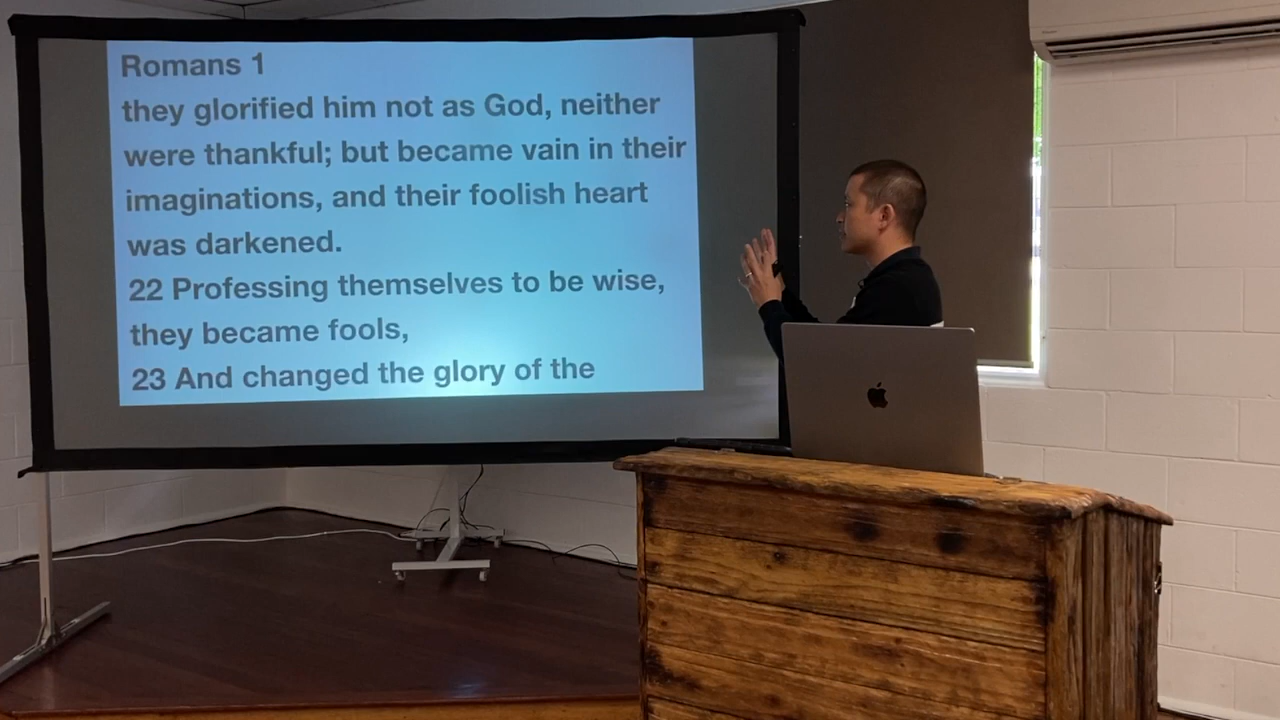 Romans 1
they glorified him not as God, neither
were thankful; but became vain in their
imaginations, and their foolish heart
was darkened.
22 Professing themselves to be wise,
they became fools,
23 And changed the glory of the